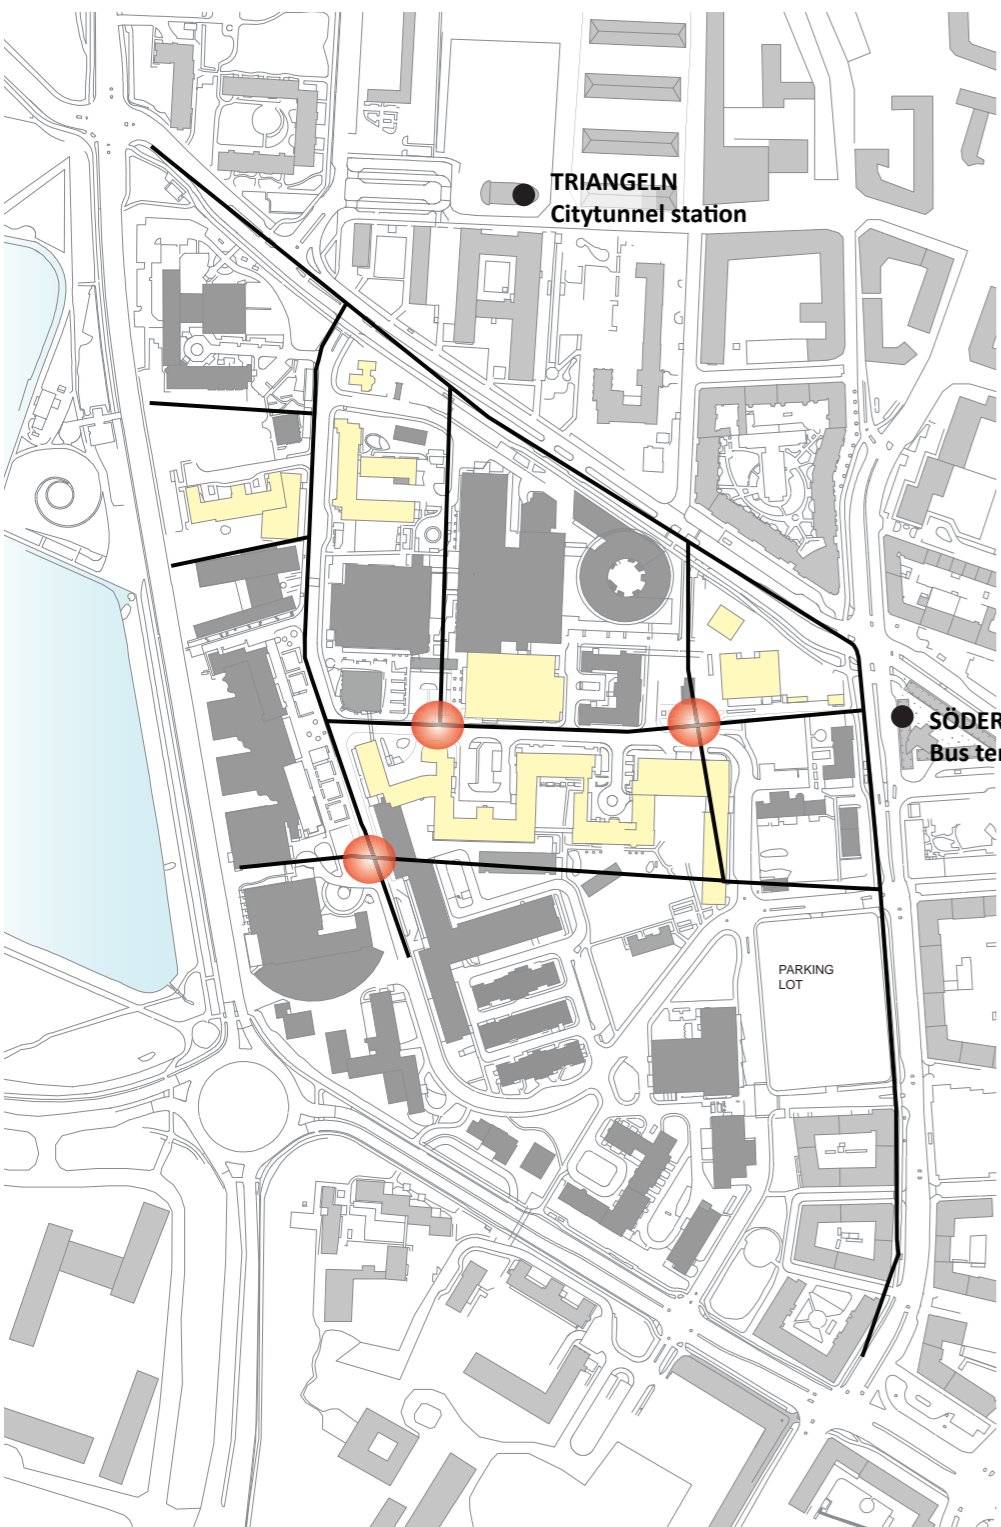 TRIANGELN
Citytunnel station
SÖDER
Bus ter
PARKING
LOT